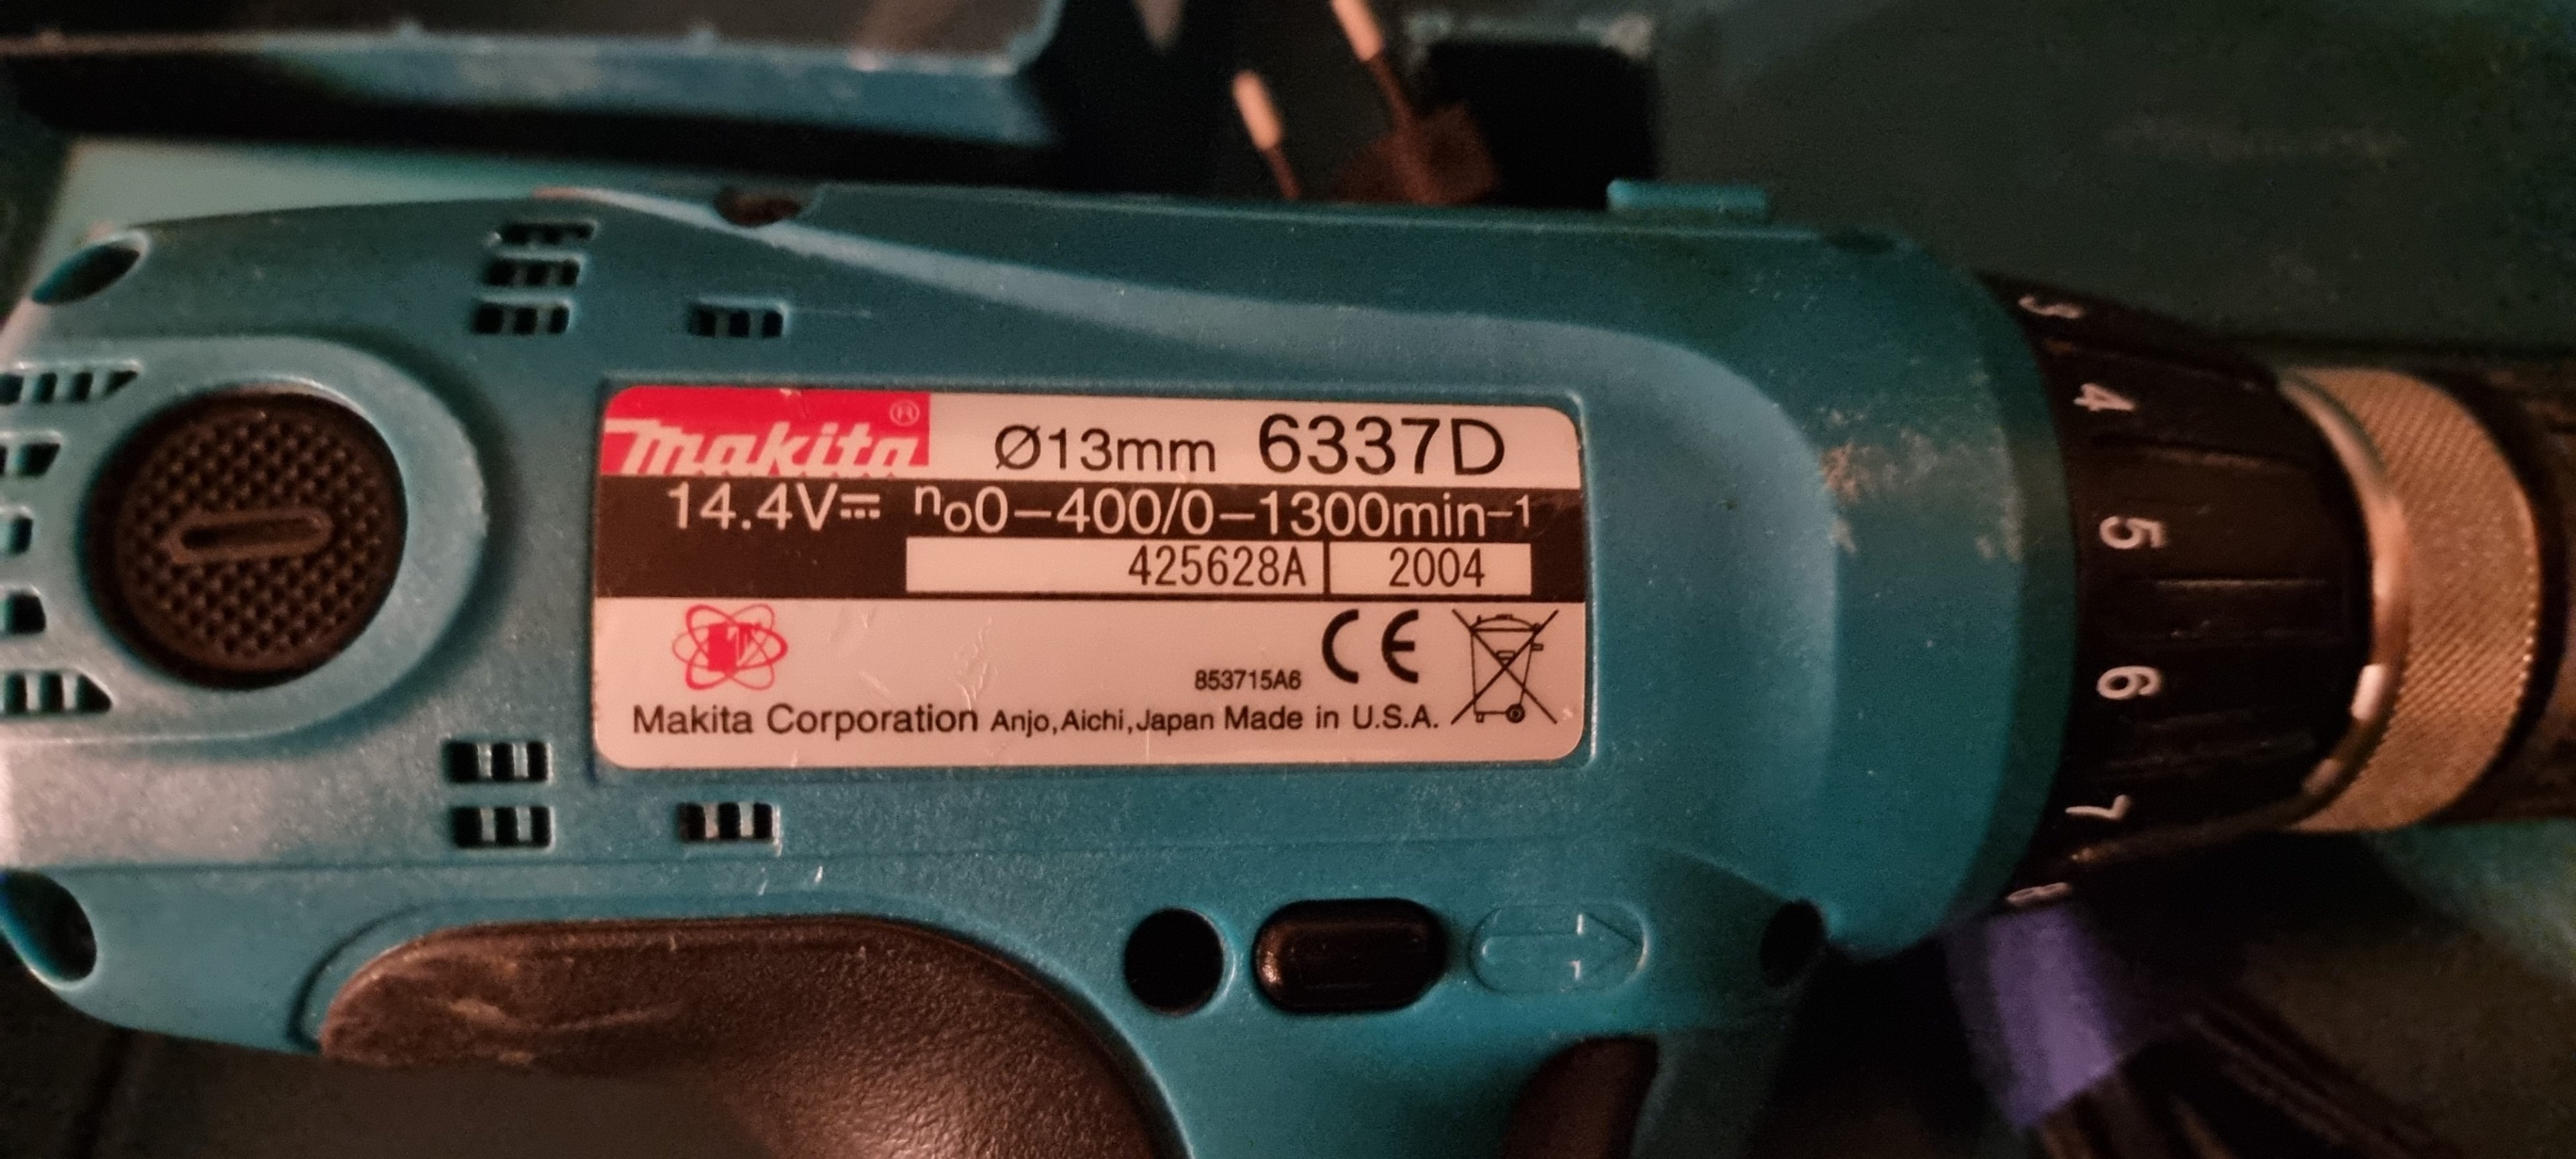 makita® Ø13mm 6337D
14.4V⎓ n₀0–400/0–1300min⁻¹
425628A 2004
853715A6 CE
Makita Corporation Anjo,Aichi,Japan Made in U.S.A.
3
4
5
6
7
8